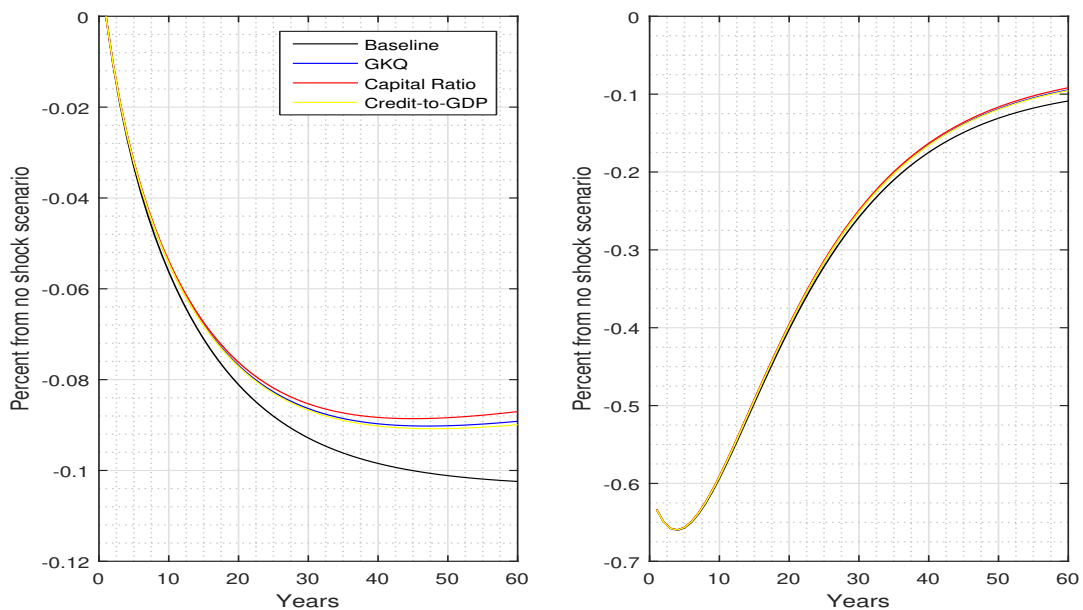 0
-0.02
-0.04
-0.06
-0.08
-0.1
-0.12
Percent from no shock scenario
Baseline
GKQ
Capital Ratio
Credit-to-GDP
0 10 20 30 40 50 60
Years
0
-0.1
-0.2
-0.3
-0.4
-0.5
-0.6
-0.7
Percent from no shock scenario
0 10 20 30 40 50 60
Years